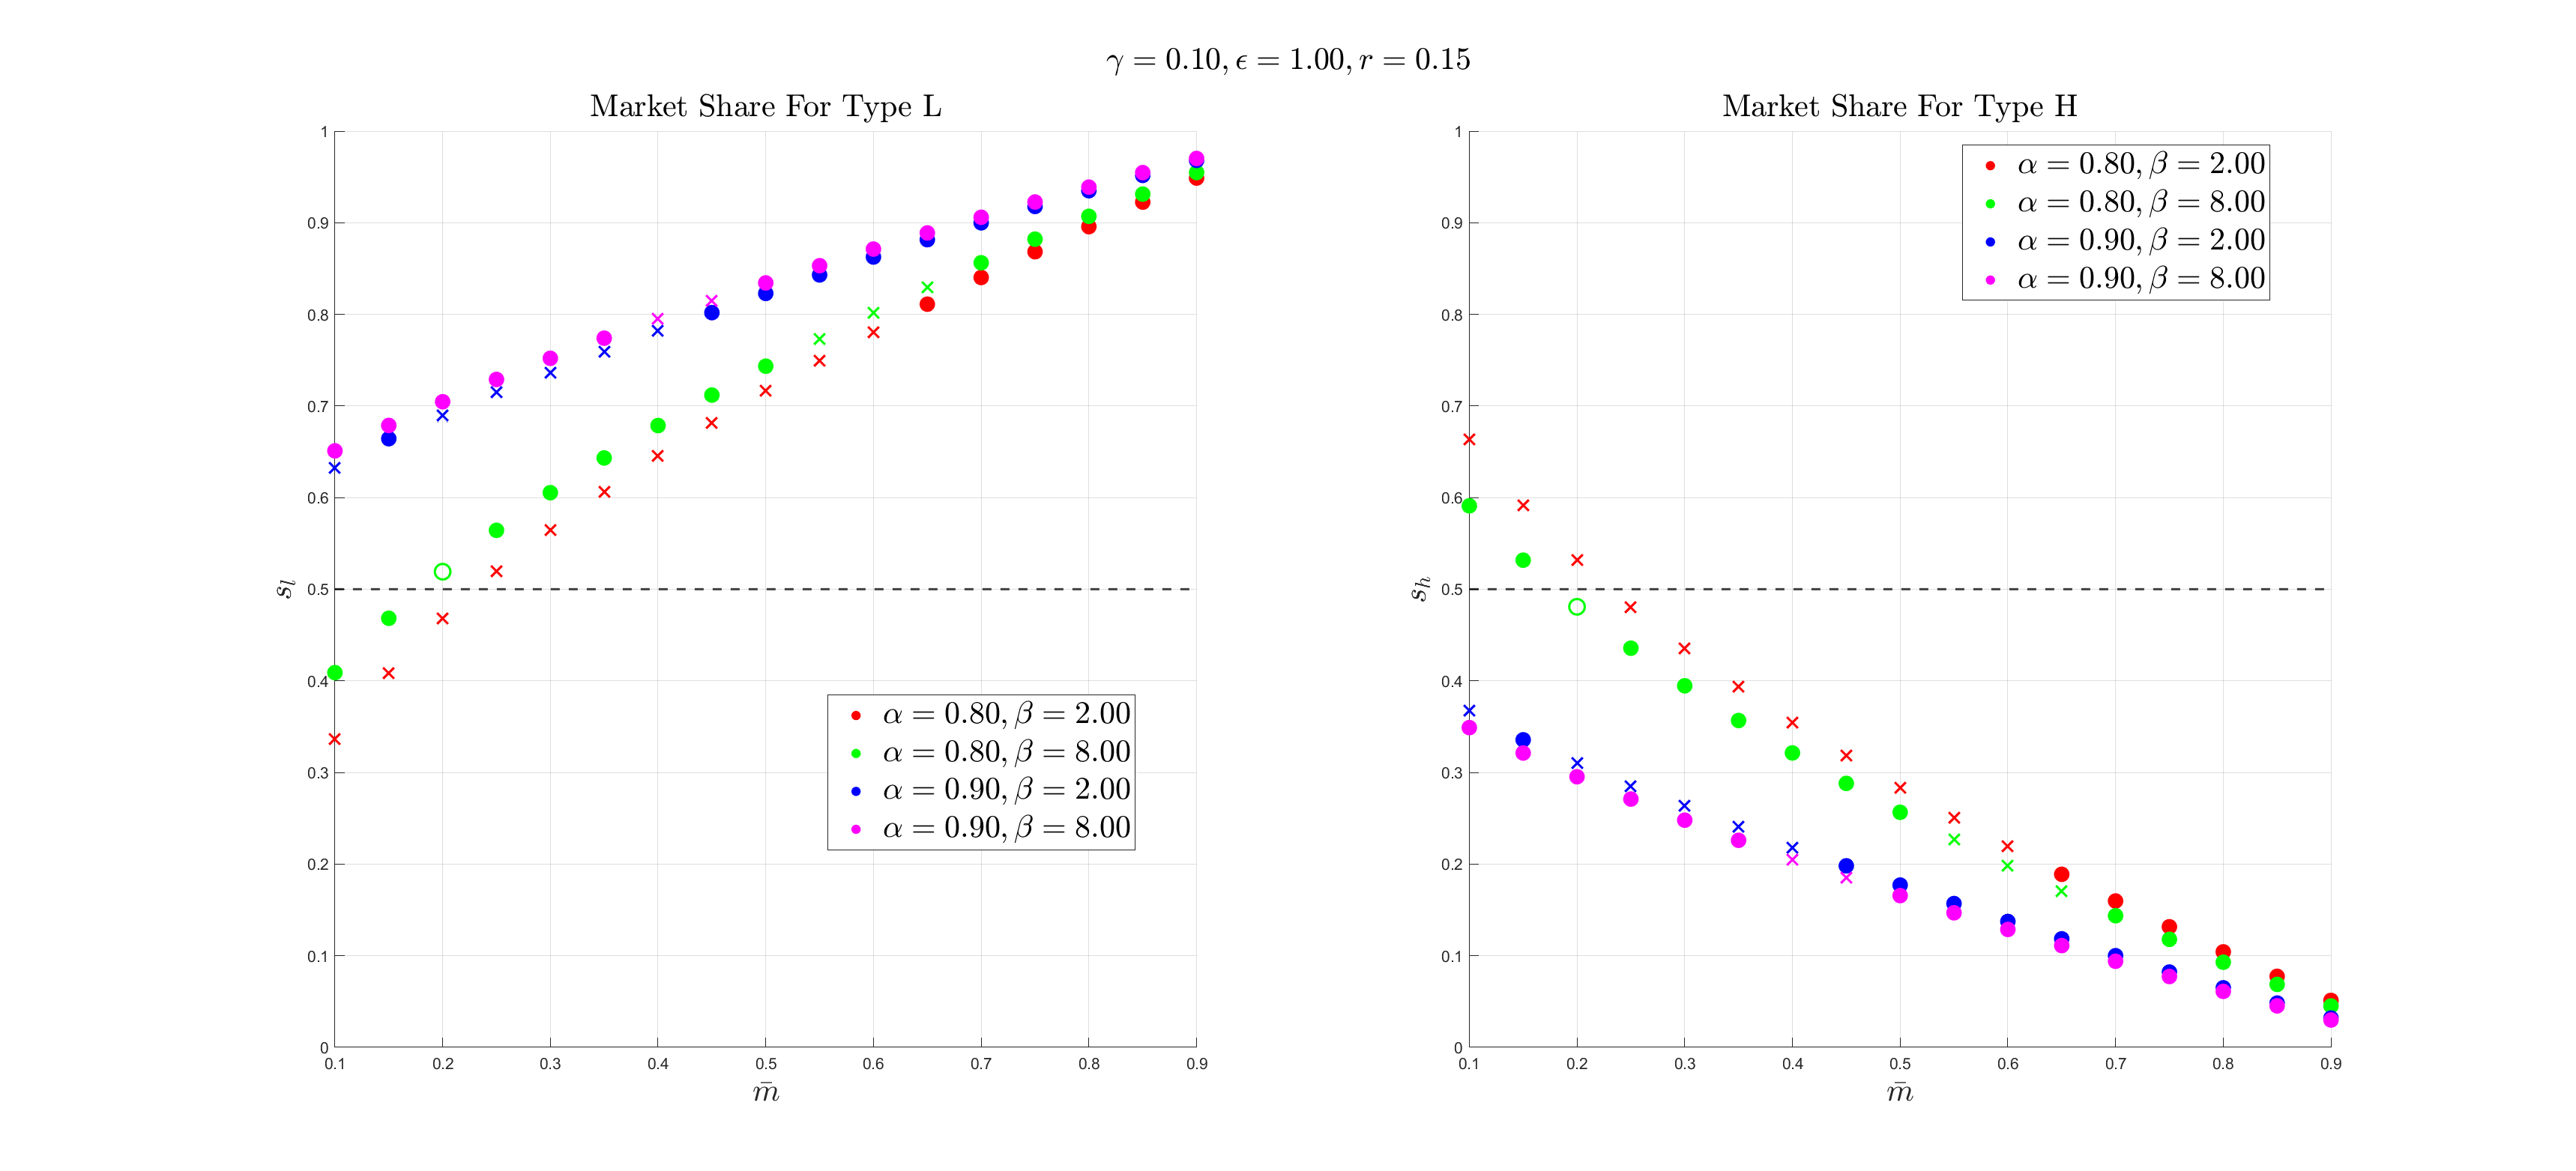 γ = 0.10, ϵ = 1.00, r = 0.15
Market Share For Type L
1
0.9
0.8
0.7
0.6
0.5
0.4
0.3
0.2
0.1
0
s_l
0.1 0.2 0.3 0.4 0.5 0.6 0.7 0.8 0.9
m̄
α = 0.80, β = 2.00
α = 0.80, β = 8.00
α = 0.90, β = 2.00
α = 0.90, β = 8.00
Market Share For Type H
1
0.9
0.8
0.7
0.6
0.5
0.4
0.3
0.2
0.1
0
s_h
0.1 0.2 0.3 0.4 0.5 0.6 0.7 0.8 0.9
m̄
α = 0.80, β = 2.00
α = 0.80, β = 8.00
α = 0.90, β = 2.00
α = 0.90, β = 8.00